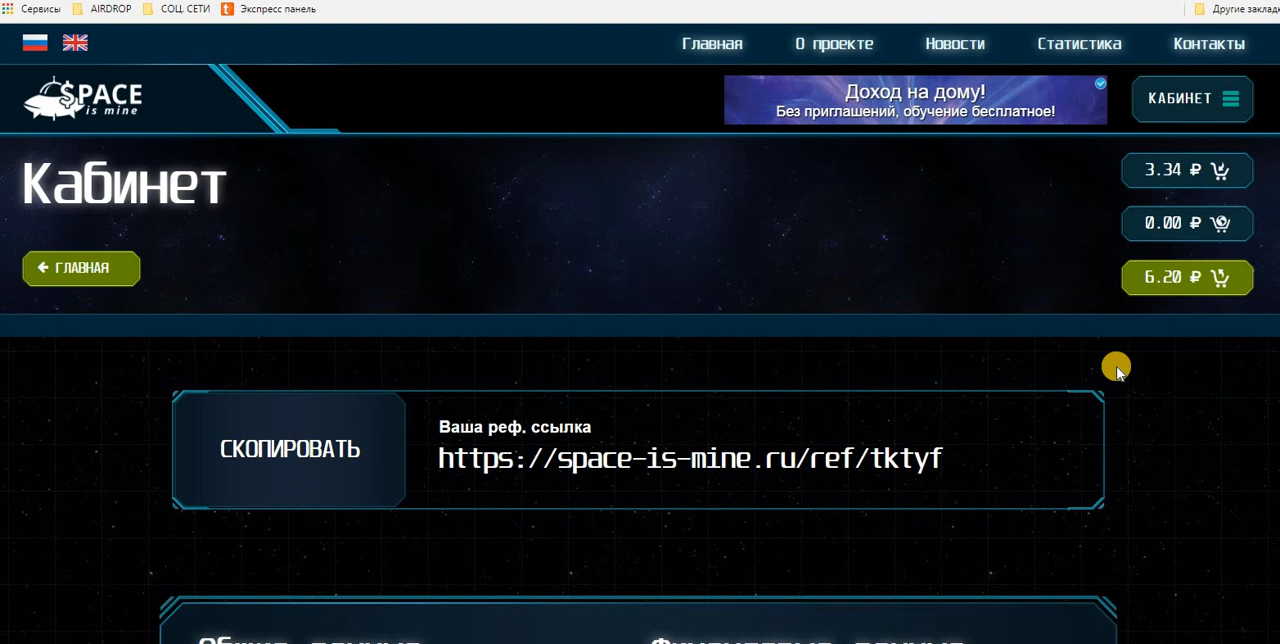 Сервисы AIRDROP СОЦ. СЕТИ t Экспресс панель Другие заклад
Главная О проекте Новости Статистика Контакты
$PACE
is mine
Доход на дому!
Без приглашений, обучение бесплатное!
КАБИНЕТ
Кабинет
3.34 ₽
0.00 ₽
← ГЛАВНАЯ
6.20 ₽
СКОПИРОВАТЬ
Ваша реф. ссылка
https://space-is-mine.ru/ref/tktyf